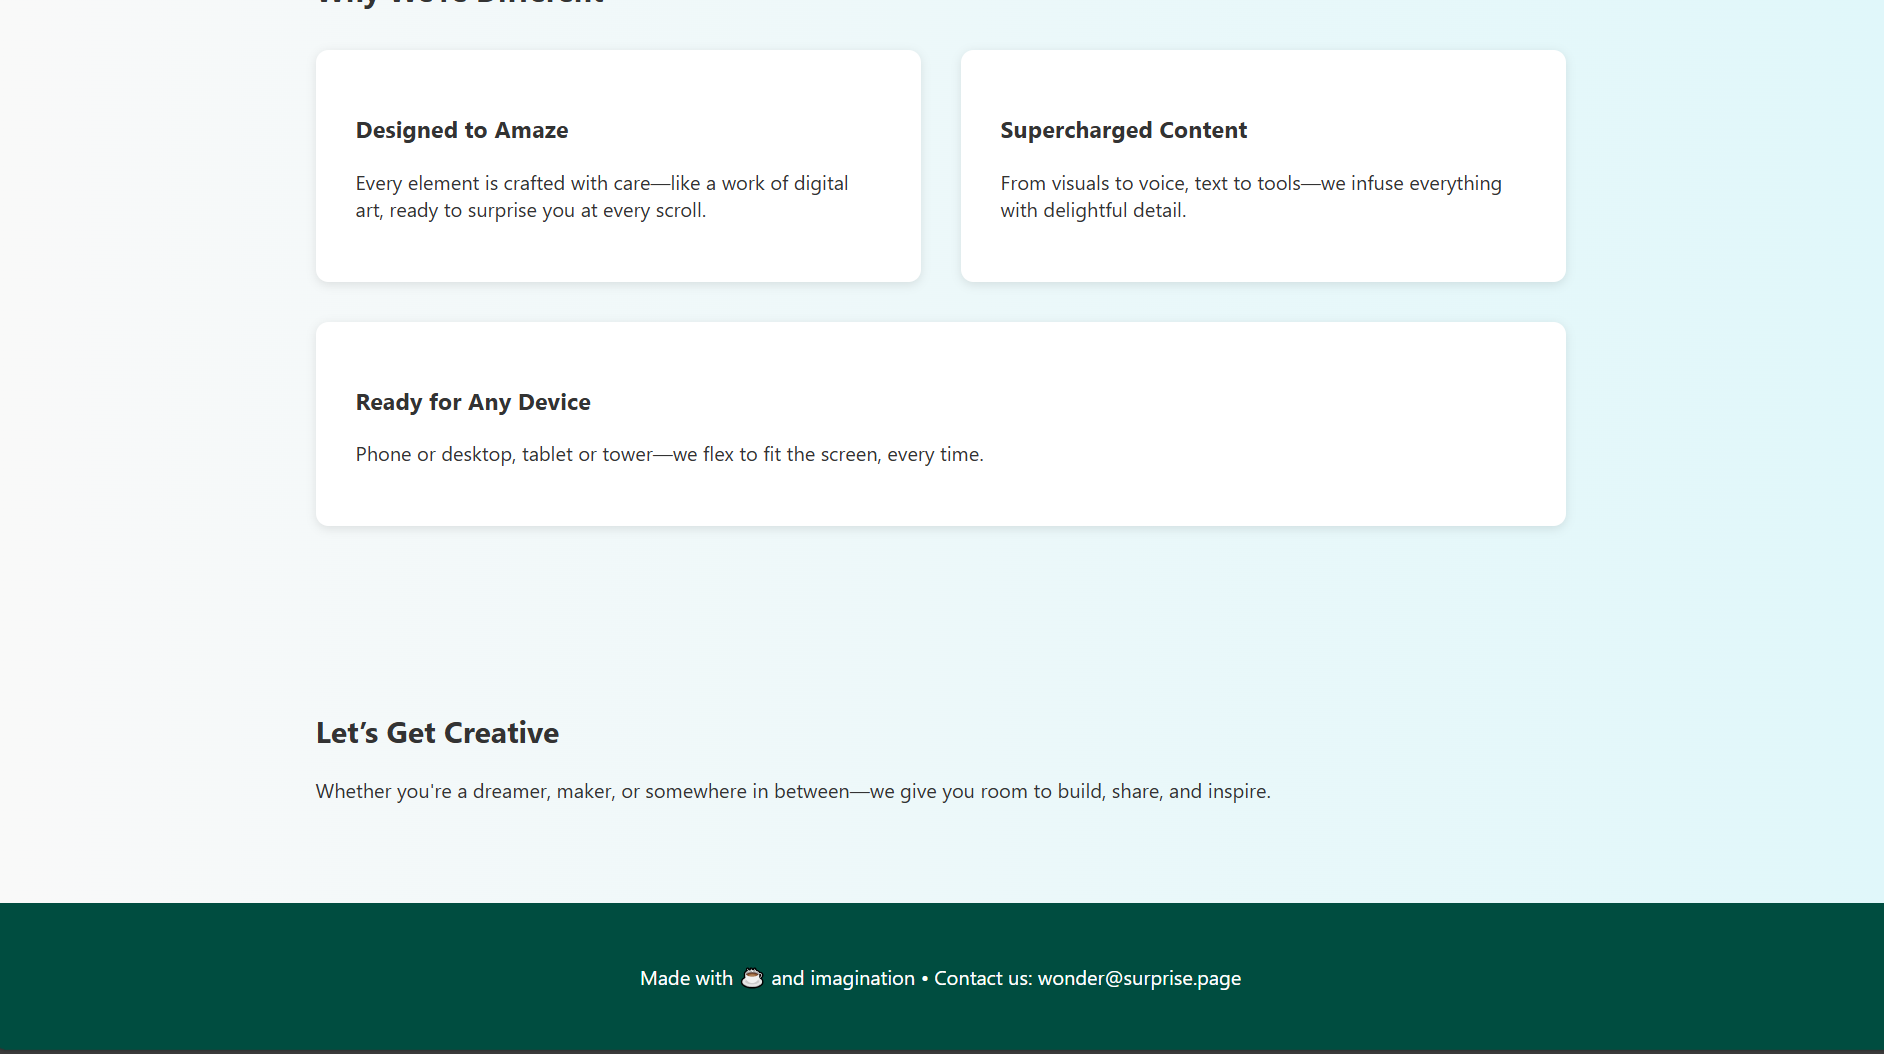 Why We're Different
Designed to Amaze
Every element is crafted with care—like a work of digital
art, ready to surprise you at every scroll.
Supercharged Content
From visuals to voice, text to tools—we infuse everything
with delightful detail.
Ready for Any Device
Phone or desktop, tablet or tower—we flex to fit the screen, every time.
Let’s Get Creative
Whether you're a dreamer, maker, or somewhere in between—we give you room to build, share, and inspire.
Made with ☕ and imagination • Contact us: wonder@surprise.page